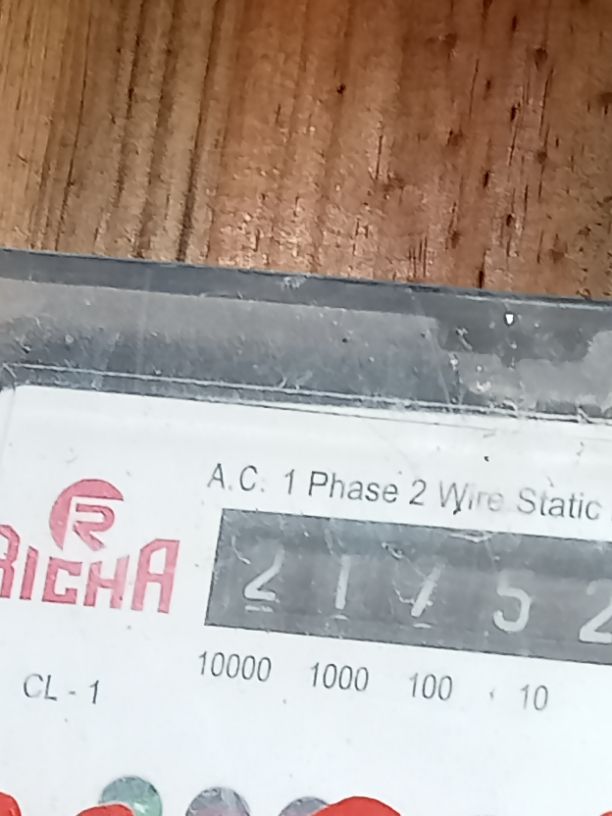 A.C. 1 Phase 2 Wire Static
R
RICHA
2 1 7 5 2
10000 1000 100 10
CL - 1